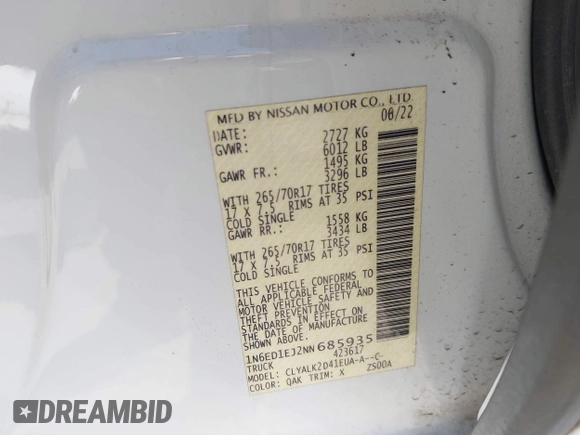 MFD BY NISSAN MOTOR CO., LTD.
DATE: 08/22
GVWR: 2727 KG
6012 LB
GAWR FR.: 1495 KG
3296 LB
WITH 265/70R17 TIRES
17 X 7.5 RIMS AT 35 PSI
COLD SINGLE
GAWR RR.: 1558 KG
3434 LB
WITH 265/70R17 TIRES
17 X 7.5 RIMS AT 35 PSI
COLD SINGLE
THIS VEHICLE CONFORMS TO
ALL APPLICABLE FEDERAL
MOTOR VEHICLE SAFETY AND
THEFT PREVENTION
STANDARDS IN EFFECT ON
THE DATE OF MANUFACTURE
SHOWN ABOVE.
1N6ED1EJ2NN685935
TRUCK 423617
MODEL: CLYALK2D41EUA-A--C-
COLOR: QAK TRIM: X ZS00A
DREAMBID